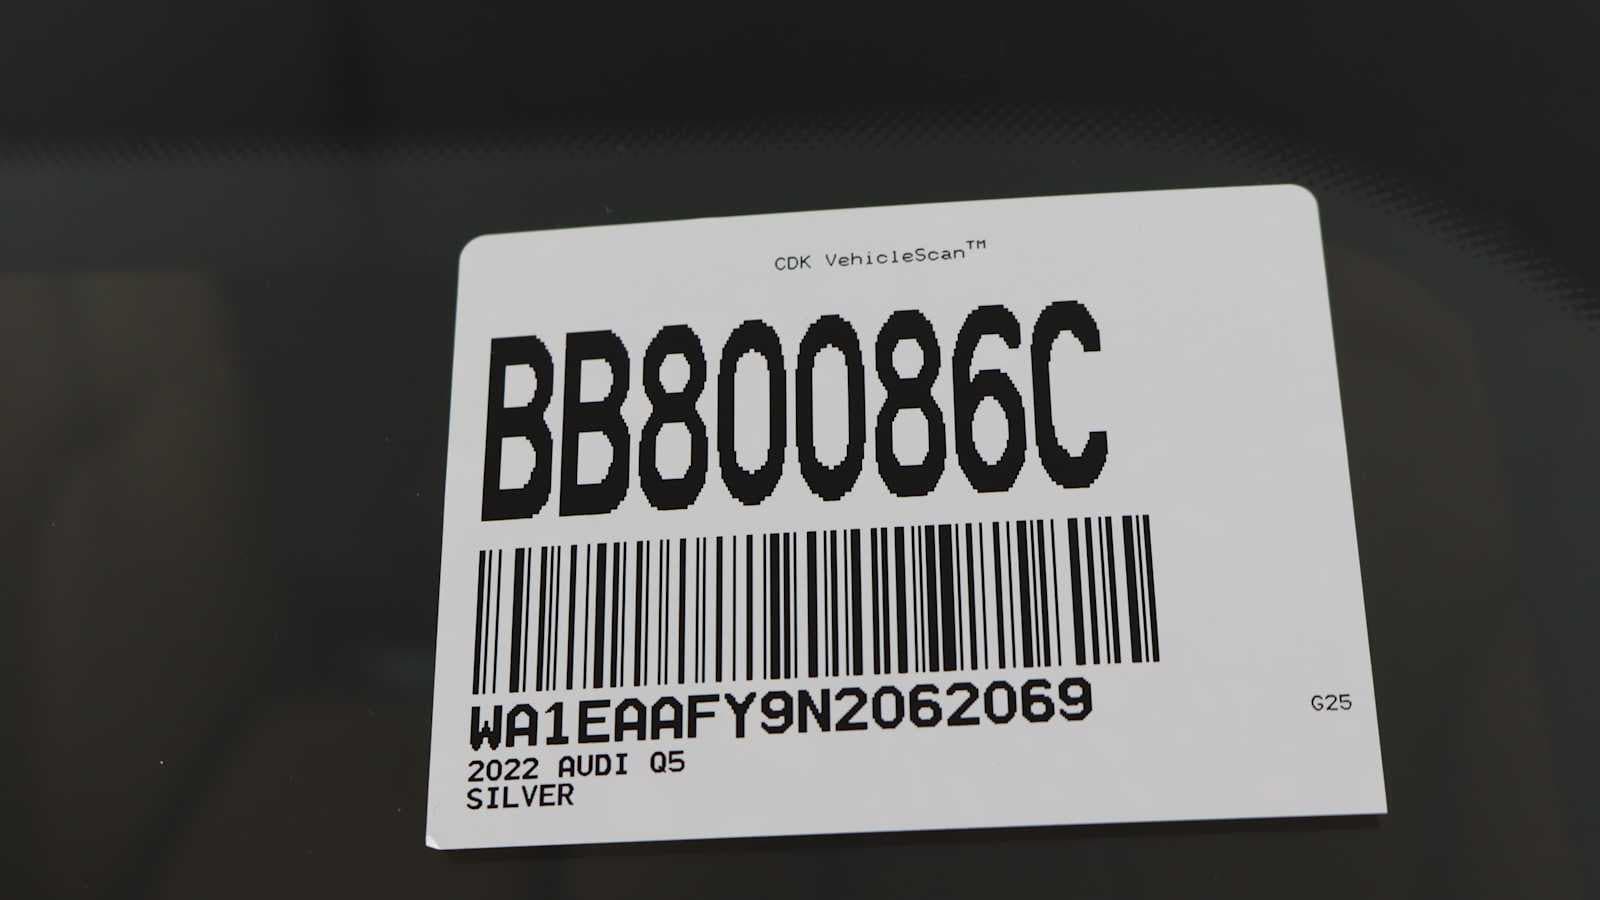 CDK VehicleScan™
BB80086C
WA1EAAFY9N2062069
G25
2022 AUDI Q5
SILVER